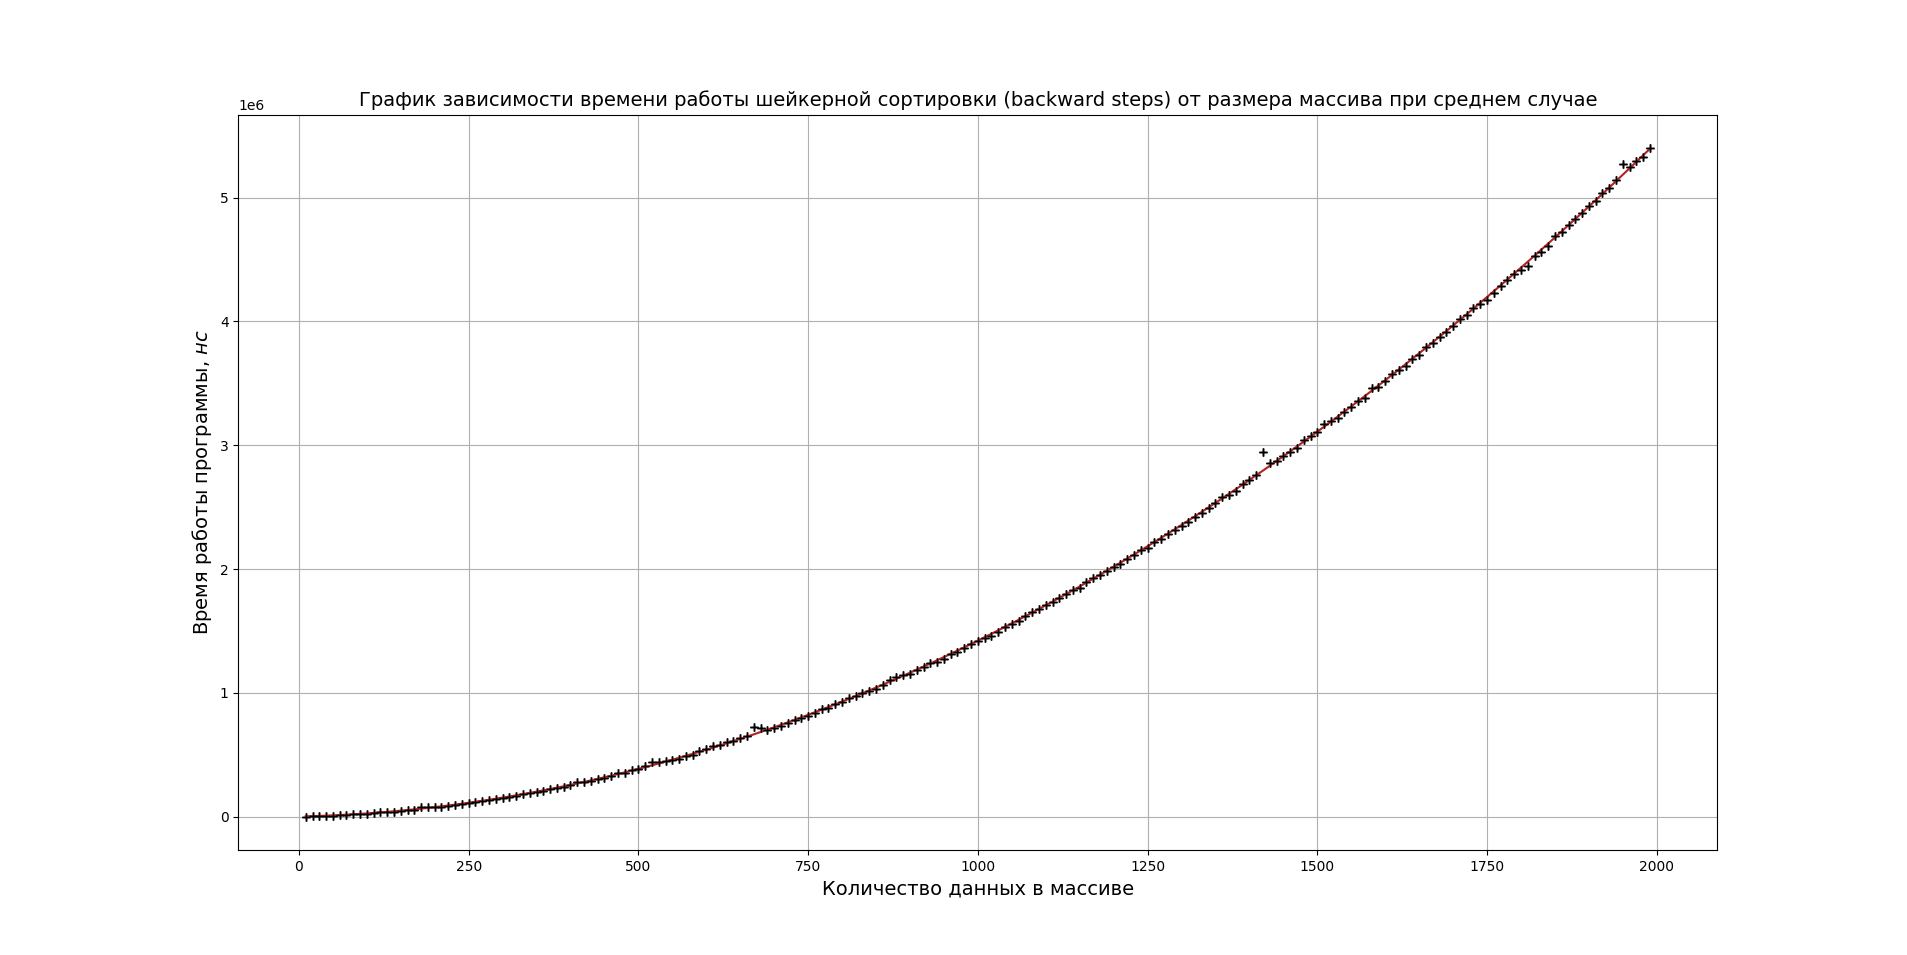 График зависимости времени работы шейкерной сортировки (backward steps) от размера массива при среднем случае
1e6
5
4
3
2
1
0
Время работы программы, нс
0 250 500 750 1000 1250 1500 1750 2000
Количество данных в массиве